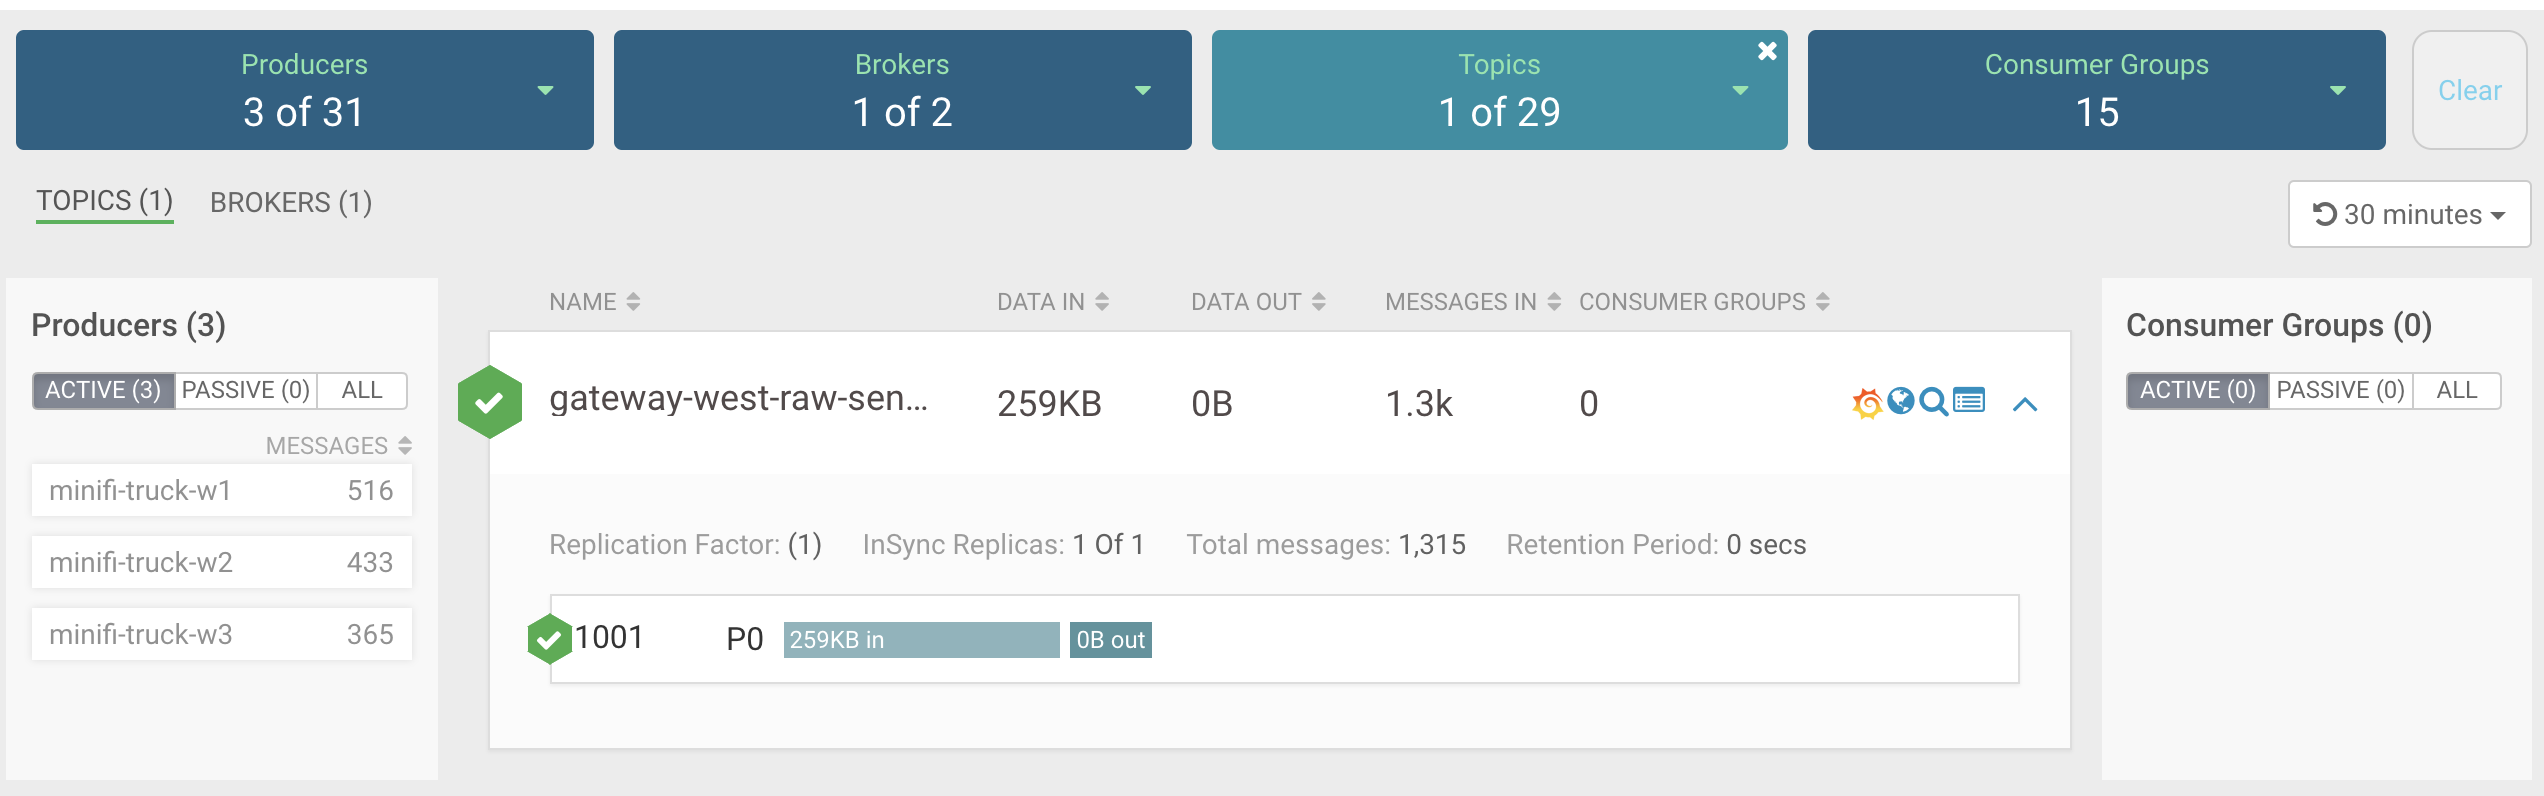 Producers
3 of 31
Brokers
1 of 2
Topics
1 of 29
Consumer Groups
15
Clear
TOPICS (1)
BROKERS (1)
30 minutes
Producers (3)
ACTIVE (3) PASSIVE (0) ALL
MESSAGES
minifi-truck-w1 516
minifi-truck-w2 433
minifi-truck-w3 365
NAME DATA IN DATA OUT MESSAGES IN CONSUMER GROUPS
gateway-west-raw-sen... 259KB 0B 1.3k 0
Replication Factor: (1) InSync Replicas: 1 Of 1 Total messages: 1,315 Retention Period: 0 secs
1001 P0 259KB in 0B out
Consumer Groups (0)
ACTIVE (0) PASSIVE (0) ALL